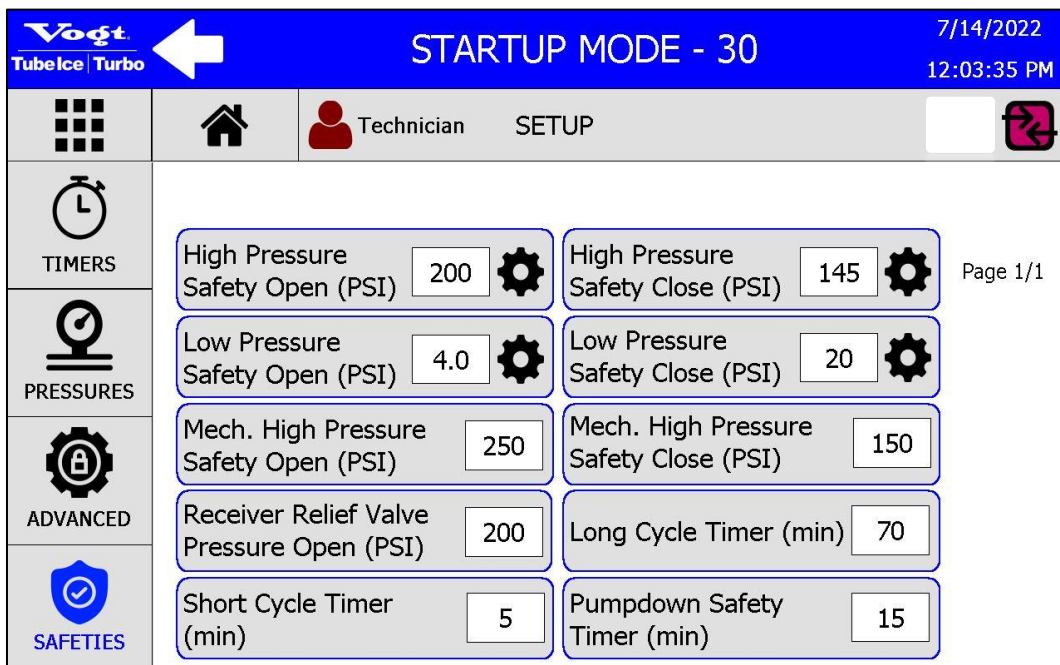 Vogt
STARTUP MODE - 30
7/14/2022
Tube Ice | Turbo
12:03:35 PM
Technician
SETUP
TIMERS
PRESSURES
ADVANCED
SAFETIES
High Pressure
Safety Open (PSI)
200
High Pressure
Safety Close (PSI)
145
Page 1/1
Low Pressure
Safety Open (PSI)
4.0
Low Pressure
Safety Close (PSI)
20
Mech. High Pressure
Safety Open (PSI)
250
Mech. High Pressure
Safety Close (PSI)
150
Receiver Relief Valve
Pressure Open (PSI)
200
Long Cycle Timer (min)
70
Short Cycle Timer
(min)
5
Pumpdown Safety
Timer (min)
15